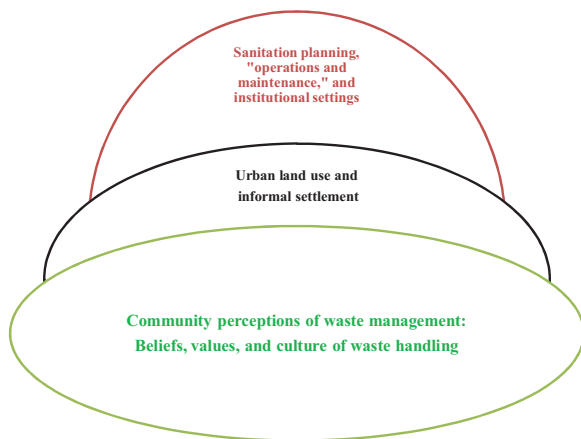 Sanitation planning,
"operations and
maintenance," and
institutional settings
Urban land use and
informal settlement
Community perceptions of waste management:
Beliefs, values, and culture of waste handling